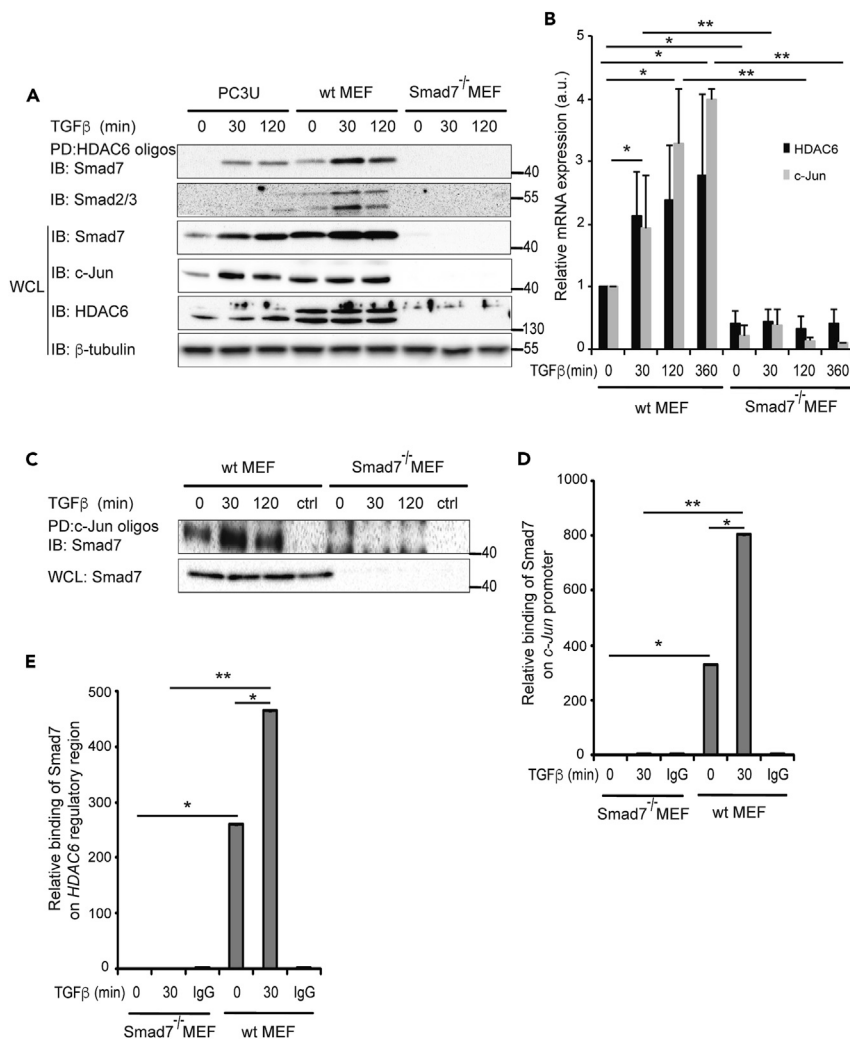 A
PC3U wt MEF Smad7-/-MEF
TGFβ (min) 0 30 120 0 30 120 0 30 120
PD:HDAC6 oligos
IB: Smad7
40
IB: Smad2/3
55
WCL
IB: Smad7
40
IB: c-Jun
40
IB: HDAC6
130
IB: β-tubulin
55
B
Relative mRNA expression (a.u.)
5
4
3
2
1
0
* ** * * ** * ** **
HDAC6
c-Jun
TGFβ(min) 0 30 120 360 0 30 120 360
wt MEF Smad7-/-MEF
C
wt MEF Smad7-/-MEF
TGFβ (min) 0 30 120 ctrl 0 30 120 ctrl
PD:c-Jun oligos
IB: Smad7
40
WCL: Smad7
40
D
Relative binding of Smad7
on c-Jun promoter
1000
800
600
400
200
0
**
*
*
TGFβ (min) 0 30 IgG 0 30 IgG
Smad7-/-MEF wt MEF
E
Relative binding of Smad7
on HDAC6 regulatory region
500
400
300
200
100
0
**
*
*
TGFβ (min) 0 30 IgG 0 30 IgG
Smad7-/-MEF wt MEF